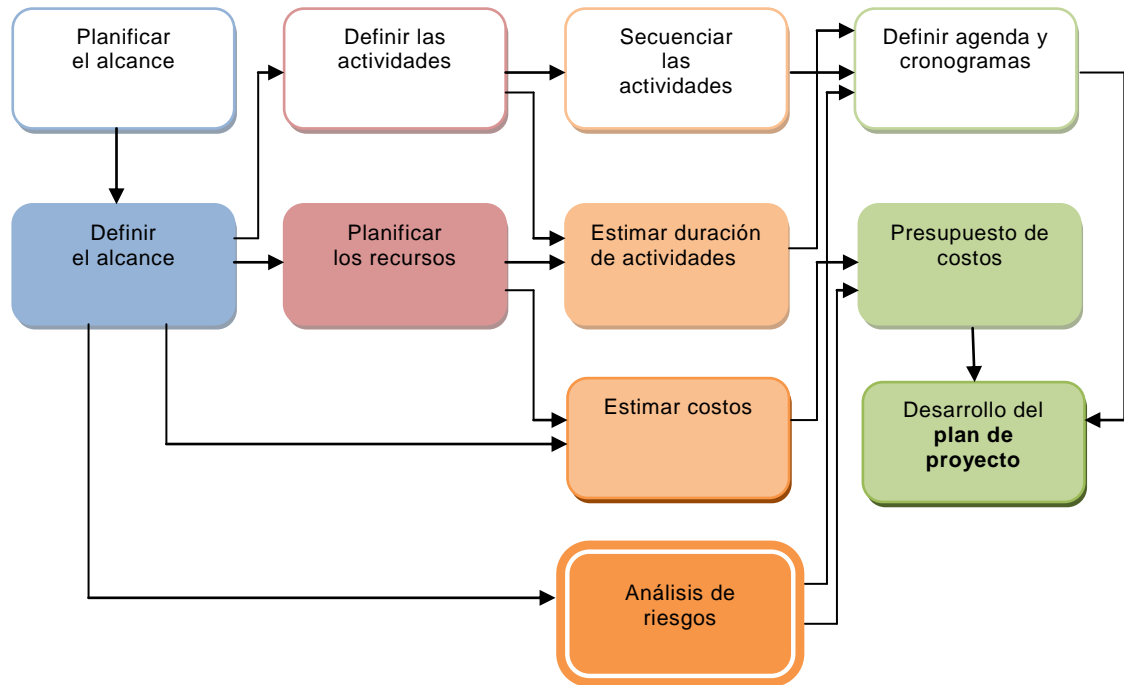 Planificar
el alcance
Definir las
actividades
Secuenciar
las
actividades
Definir agenda y
cronogramas
Definir
el alcance
Planificar
los recursos
Estimar duración
de actividades
Presupuesto de
costos
Estimar costos
Desarrollo del
plan de
proyecto
Análisis de
riesgos